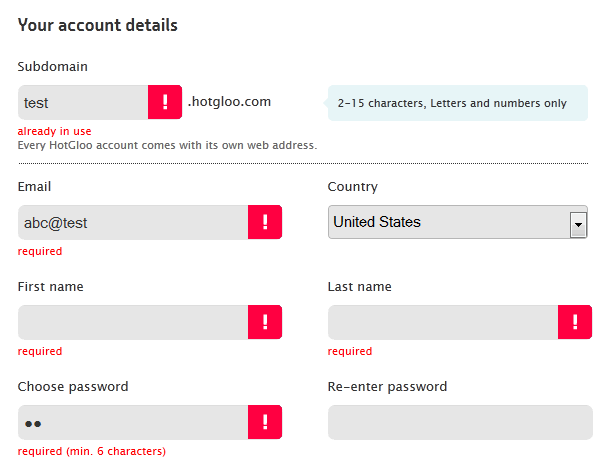 Your account details
Subdomain
test ! .hotgloo.com 2-15 characters, Letters and numbers only
already in use
Every HotGloo account comes with its own web address.
Email Country
abc@test ! United States
required
First name Last name
! !
required required
Choose password Re-enter password
●● !
required (min. 6 characters)